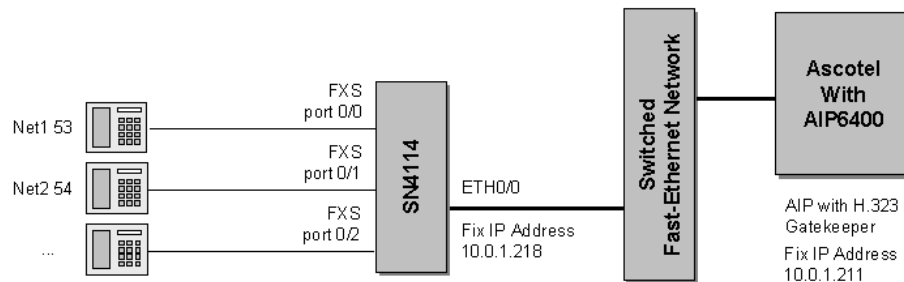 Net1 53
Net2 54
...
FXS
port 0/0
FXS
port 0/1
FXS
port 0/2
SN4114
ETH0/0
Fix IP Address
10.0.1.218
Switched
Fast-Ethernet Network
Ascotel
With
AIP6400
AIP with H.323
Gatekeeper
Fix IP Address
10.0.1.211